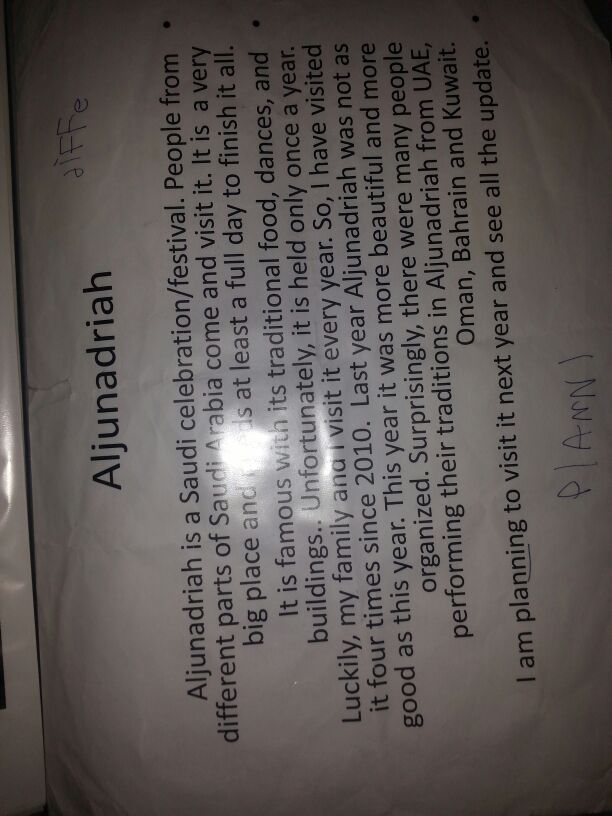 diffe
Aljunadriah
Aljunadriah is a Saudi celebration/festival. People from •
different parts of Saudi Arabia come and visit it. It is a very
big place and at least a full day to finish it all.
It is famous with its traditional food, dances, and •
buildings.. Unfortunately, it is held only once a year.
Luckily, my family and I visit it every year. So, I have visited
it four times since 2010. Last year Aljunadriah was not as
good as this year. This year it was more beautiful and more
organized. Surprisingly, there were many people
performing their traditions in Aljunadriah from UAE,
Oman, Bahrain and Kuwait.
I am planning to visit it next year and see all the update. •
PlANN)